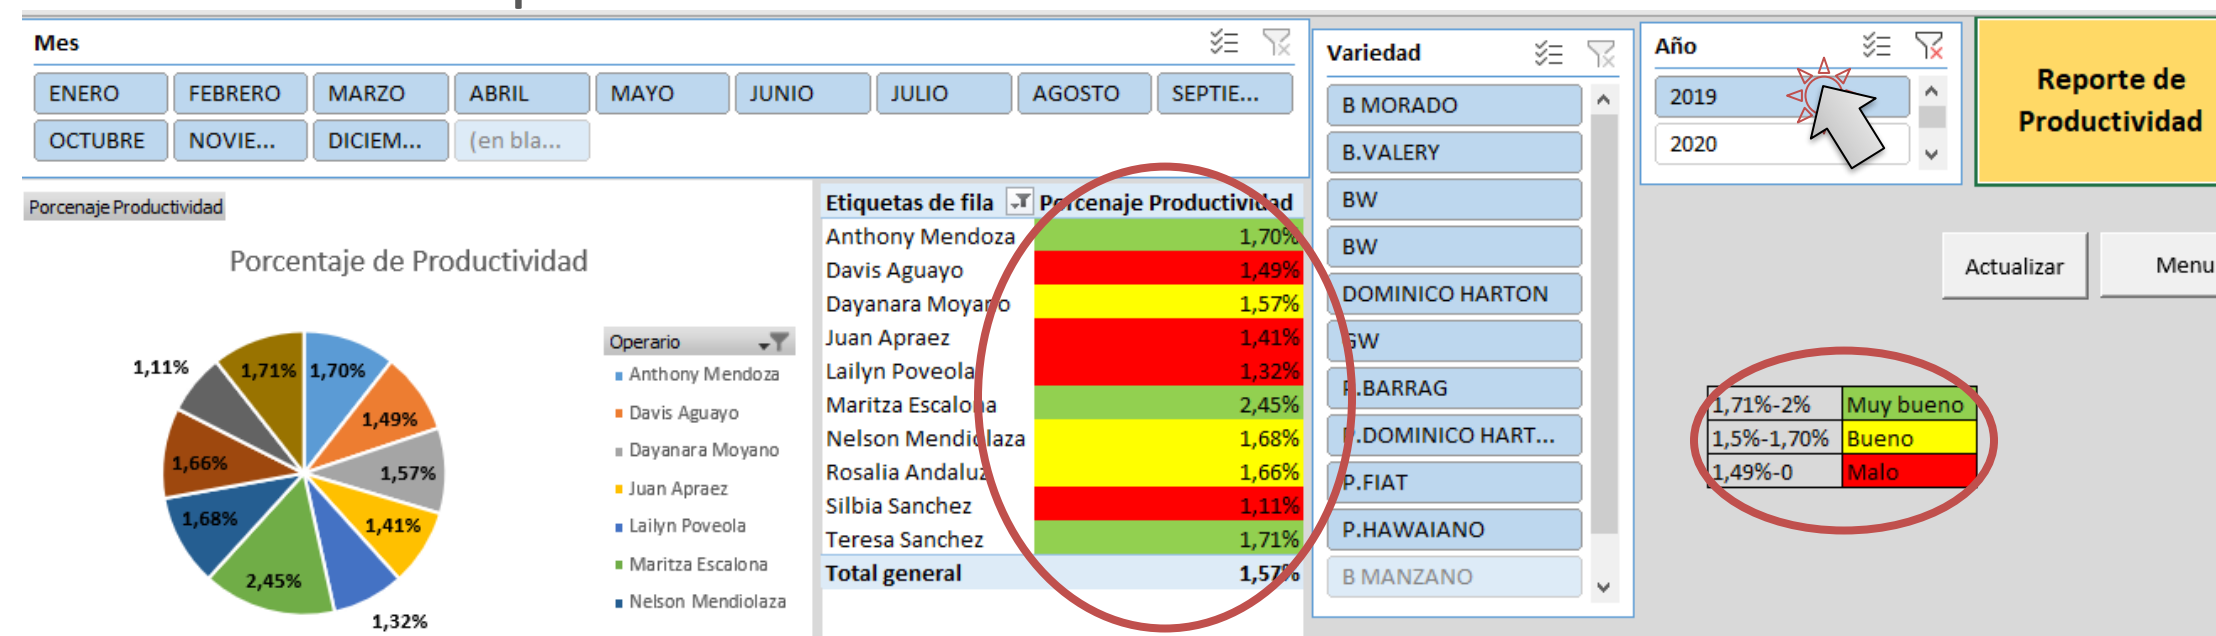 Mes
ENERO FEBRERO MARZO ABRIL MAYO JUNIO JULIO AGOSTO SEPTIE...
OCTUBRE NOVIE... DICIEM... (en bla...
Variedad
B MORADO
B.VALERY
BW
BW
DOMINICO HARTON
GW
P.BARRAG
P.DOMINICO HART...
P.FIAT
P.HAWAIANO
B MANZANO
Año
2019
2020
Reporte de
Productividad
Actualizar Menu
Porcenaje Productividad
Porcentaje de Productividad
1,11% 1,71% 1,70%
1,49%
1,66% 1,57%
1,68% 1,41%
2,45%
1,32%
Operario
Anthony Mendoza
Davis Aguayo
Dayanara Moyano
Juan Apraez
Lailyn Poveola
Maritza Escalona
Nelson Mendiolaza
Etiquetas de fila Porcenaje Productividad
Anthony Mendoza 1,70%
Davis Aguayo 1,49%
Dayanara Moyano 1,57%
Juan Apraez 1,41%
Lailyn Poveola 1,32%
Maritza Escalona 2,45%
Nelson Mendiolaza 1,68%
Rosalia Andaluz 1,66%
Silbia Sanchez 1,11%
Teresa Sanchez 1,71%
Total general 1,57%
1,71%-2% Muy bueno
1,5%-1,70% Bueno
1,49%-0 Malo